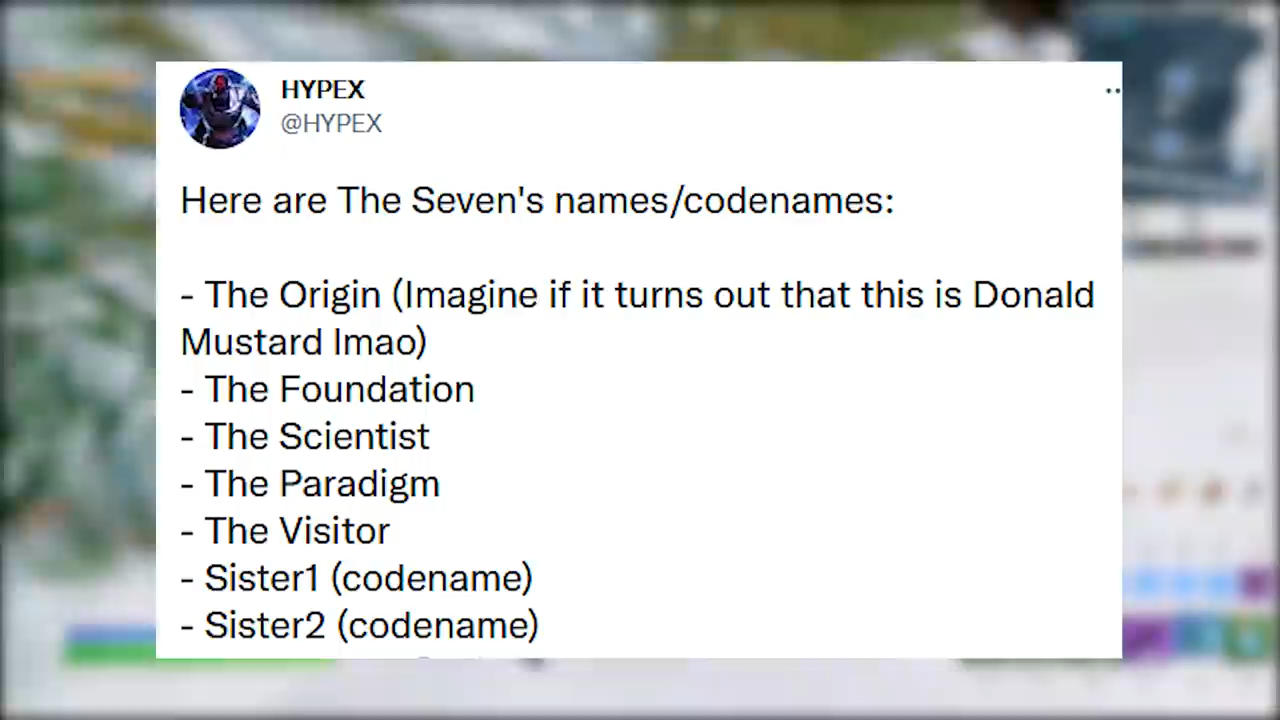 HYPEX
@HYPEX
Here are The Seven's names/codenames:
- The Origin (Imagine if it turns out that this is Donald
Mustard lmao)
- The Foundation
- The Scientist
- The Paradigm
- The Visitor
- Sister1 (codename)
- Sister2 (codename)